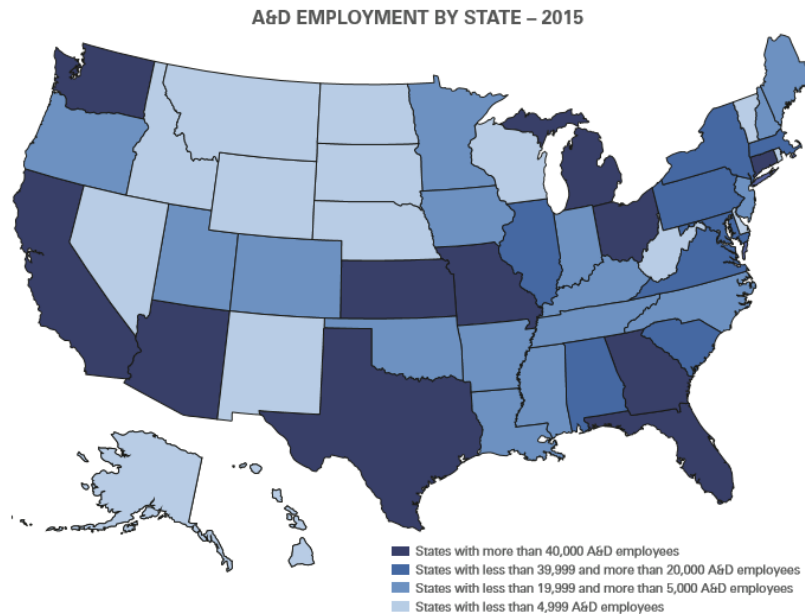 A&D EMPLOYMENT BY STATE – 2015
States with more than 40,000 A&D employees
States with less than 39,999 and more than 20,000 A&D employees
States with less than 19,999 and more than 5,000 A&D employees
States with less than 4,999 A&D employees